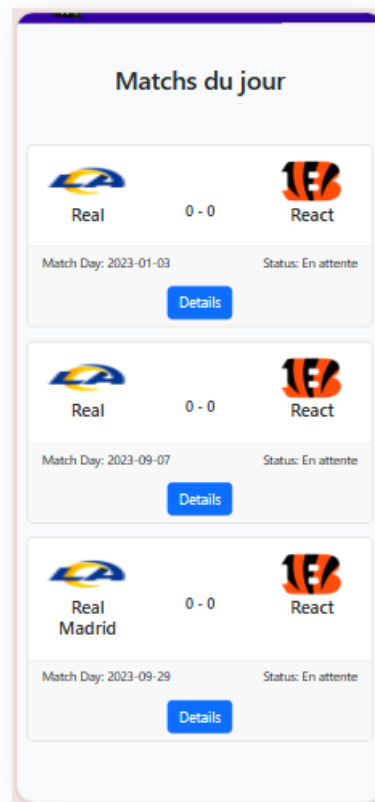 Matchs du jour
0 - 0
Real React
Match Day: 2023-01-03 Status: En attente
Details
0 - 0
Real React
Match Day: 2023-09-07 Status: En attente
Details
0 - 0
Real React
Madrid
Match Day: 2023-09-29 Status: En attente
Details